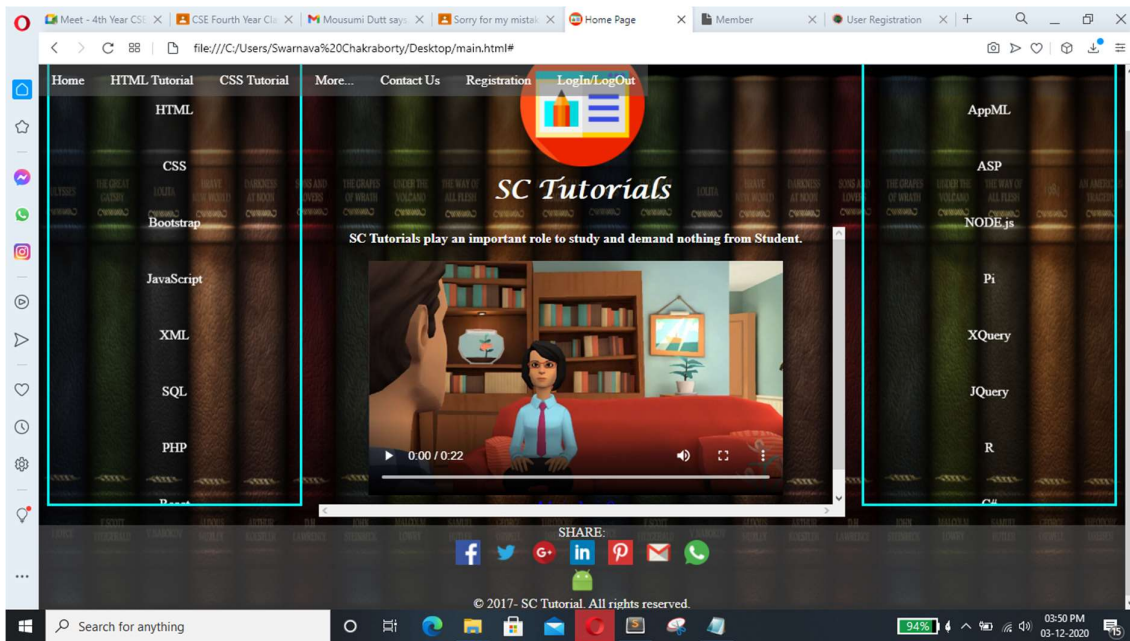 Meet - 4th Year CSE
CSE Fourth Year Cla
Mousumi Dutt says
Sorry for my mistak
Home Page
Member
User Registration
file:///C:/Users/Swarnava%20Chakraborty/Desktop/main.html#
Home HTML Tutorial CSS Tutorial More... Contact Us Registration LogIn/LogOut
HTML
CSS
Bootstrap
JavaScript
XML
SQL
PHP
SC Tutorials
SC Tutorials play an important role to study and demand nothing from Student.
0:00 / 0:22
AppML
ASP
NODE.js
Pi
XQuery
JQuery
R
C#
SHARE:
© 2017- SC Tutorial. All rights reserved.
Search for anything
94%
03:50 PM
03-12-2020
15